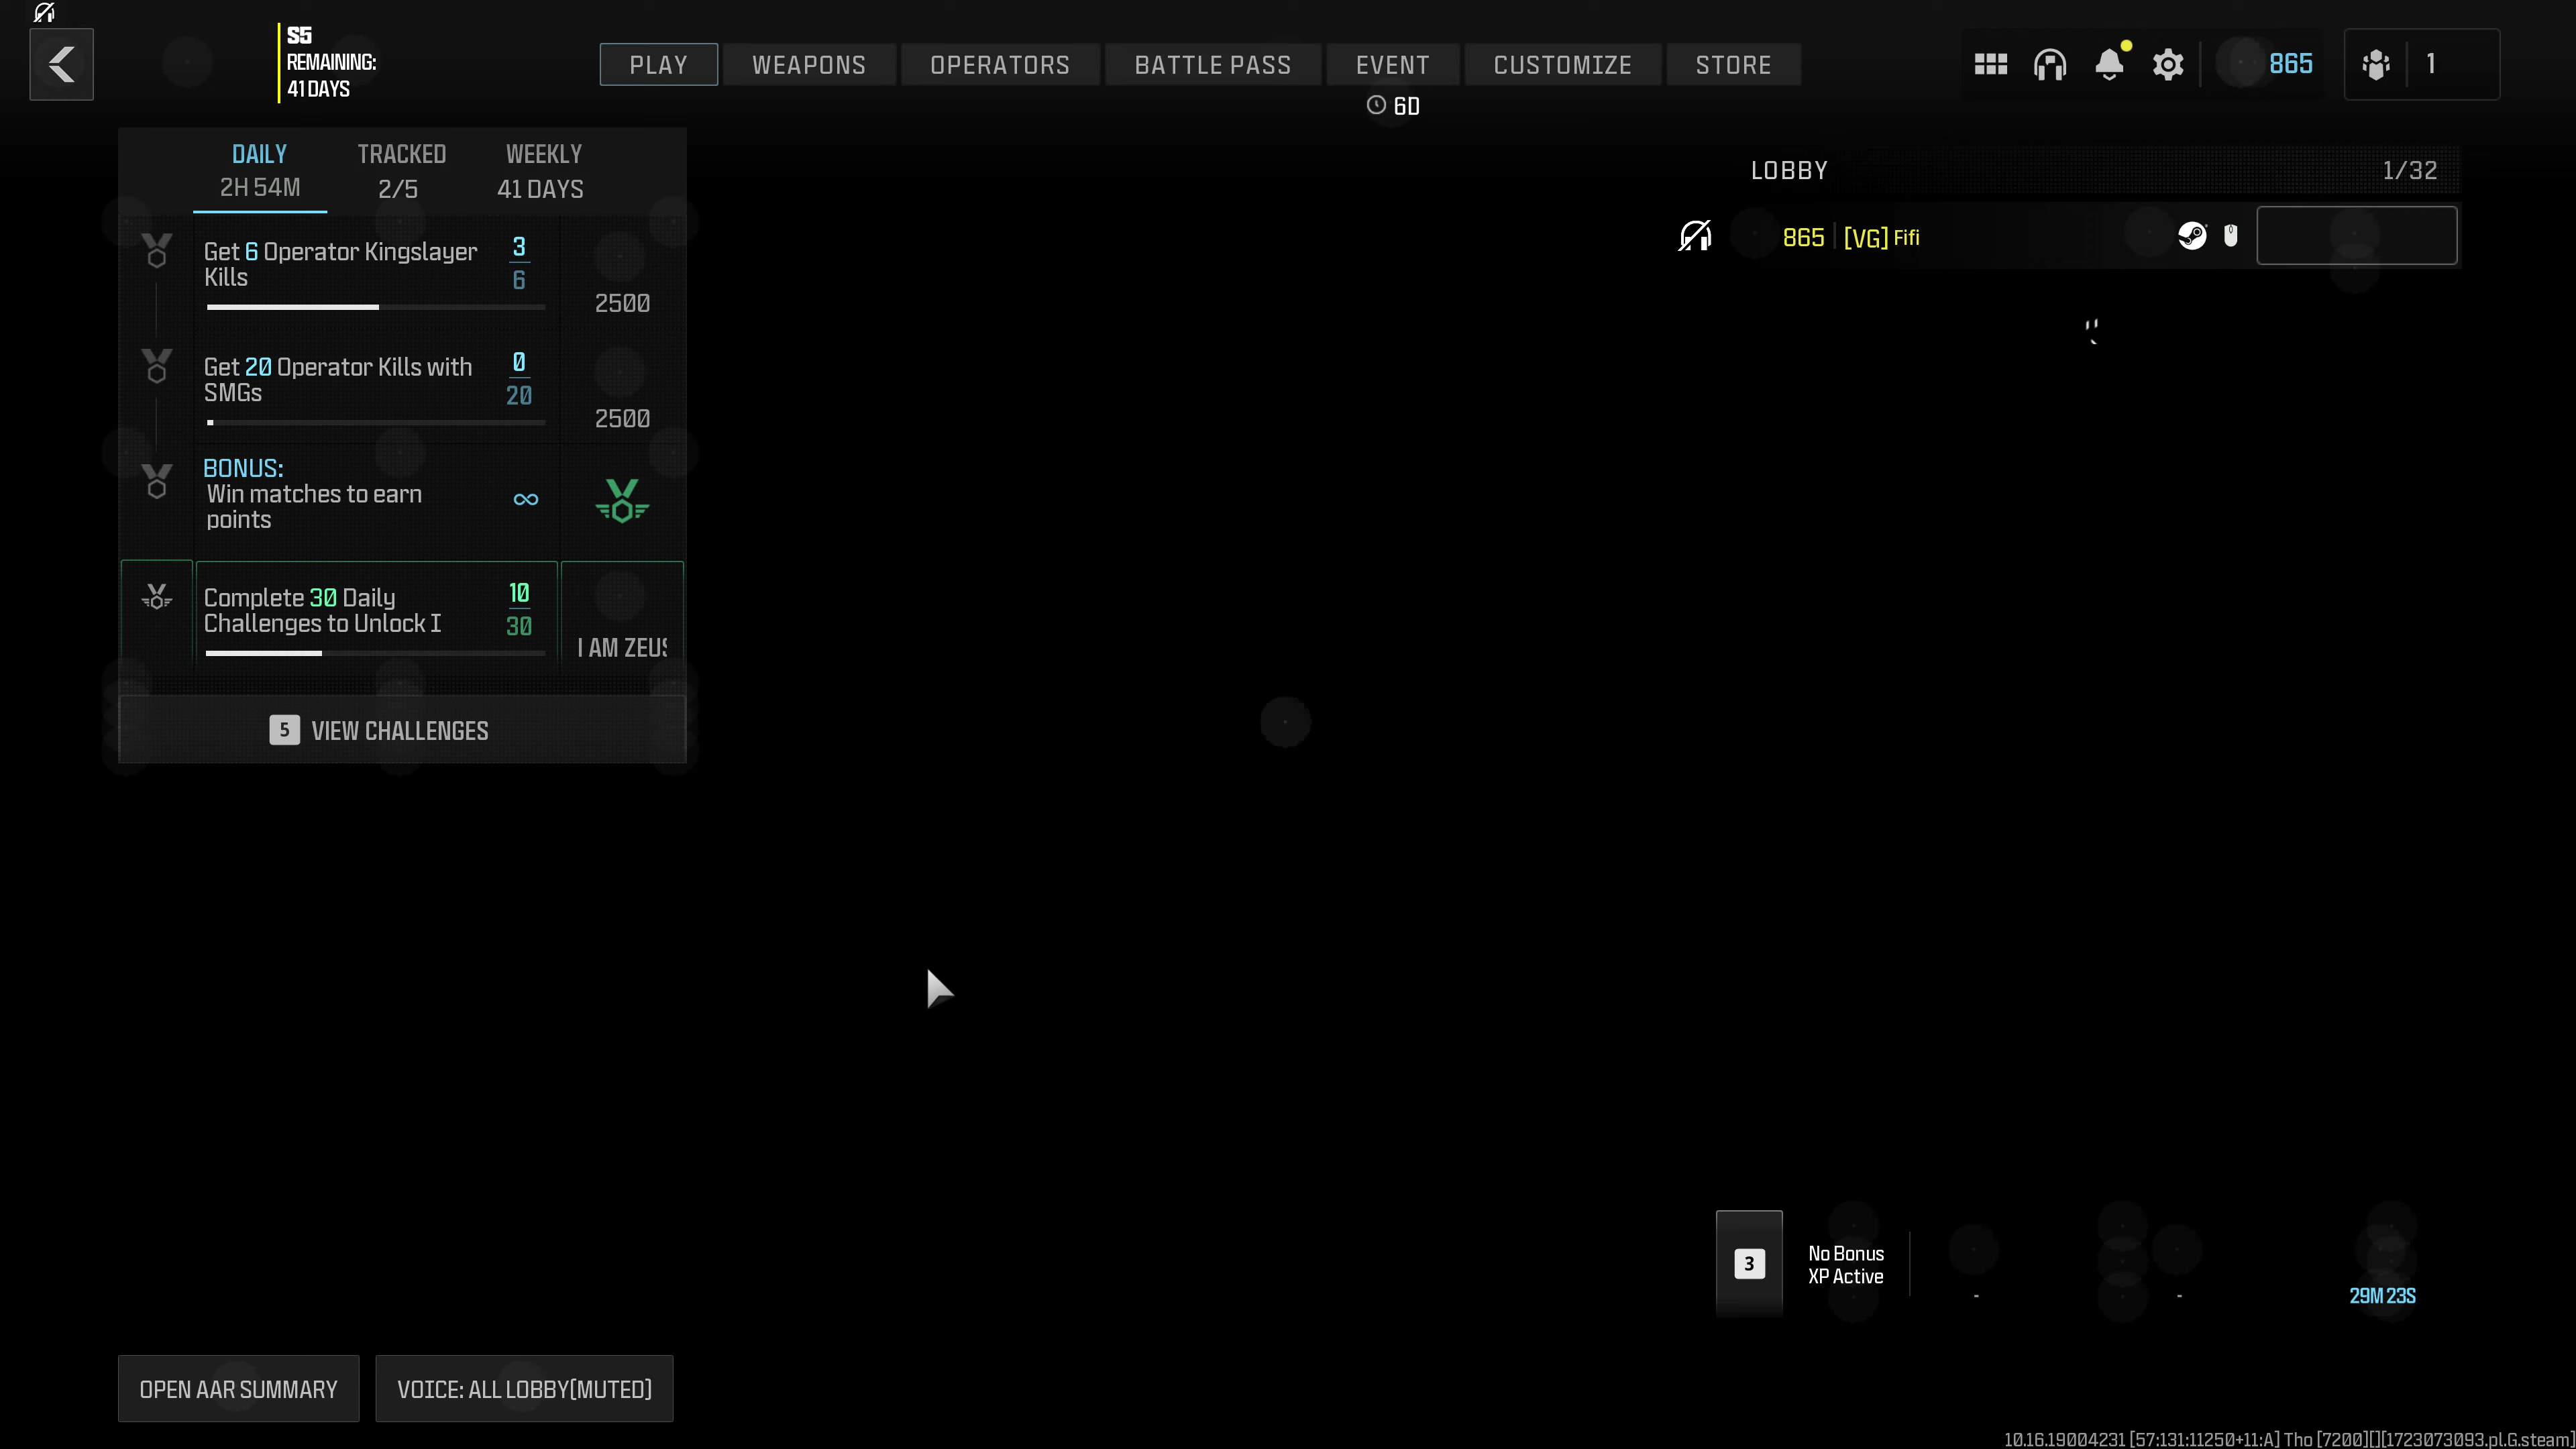 S5
REMAINING:
41 DAYS
PLAY
WEAPONS
OPERATORS
BATTLE PASS
EVENT
CUSTOMIZE
STORE
865
1
6D
DAILY
2H 54M
TRACKED
2/5
WEEKLY
41 DAYS
Get 6 Operator Kingslayer
Kills
3
6
2500
Get 20 Operator Kills with
SMGs
0
20
2500
BONUS:
Win matches to earn
points
∞
Complete 30 Daily
Challenges to Unlock I
10
30
I AM ZEUS
5 VIEW CHALLENGES
LOBBY
1/32
865 [VG] Fifi
3
No Bonus
XP Active
-
-
29M 23S
OPEN AAR SUMMARY
VOICE: ALL LOBBY(MUTED)
10.16.19004231 [57:131:11250+11:A] Tho [7200][][1723073093.pl.G.steam]